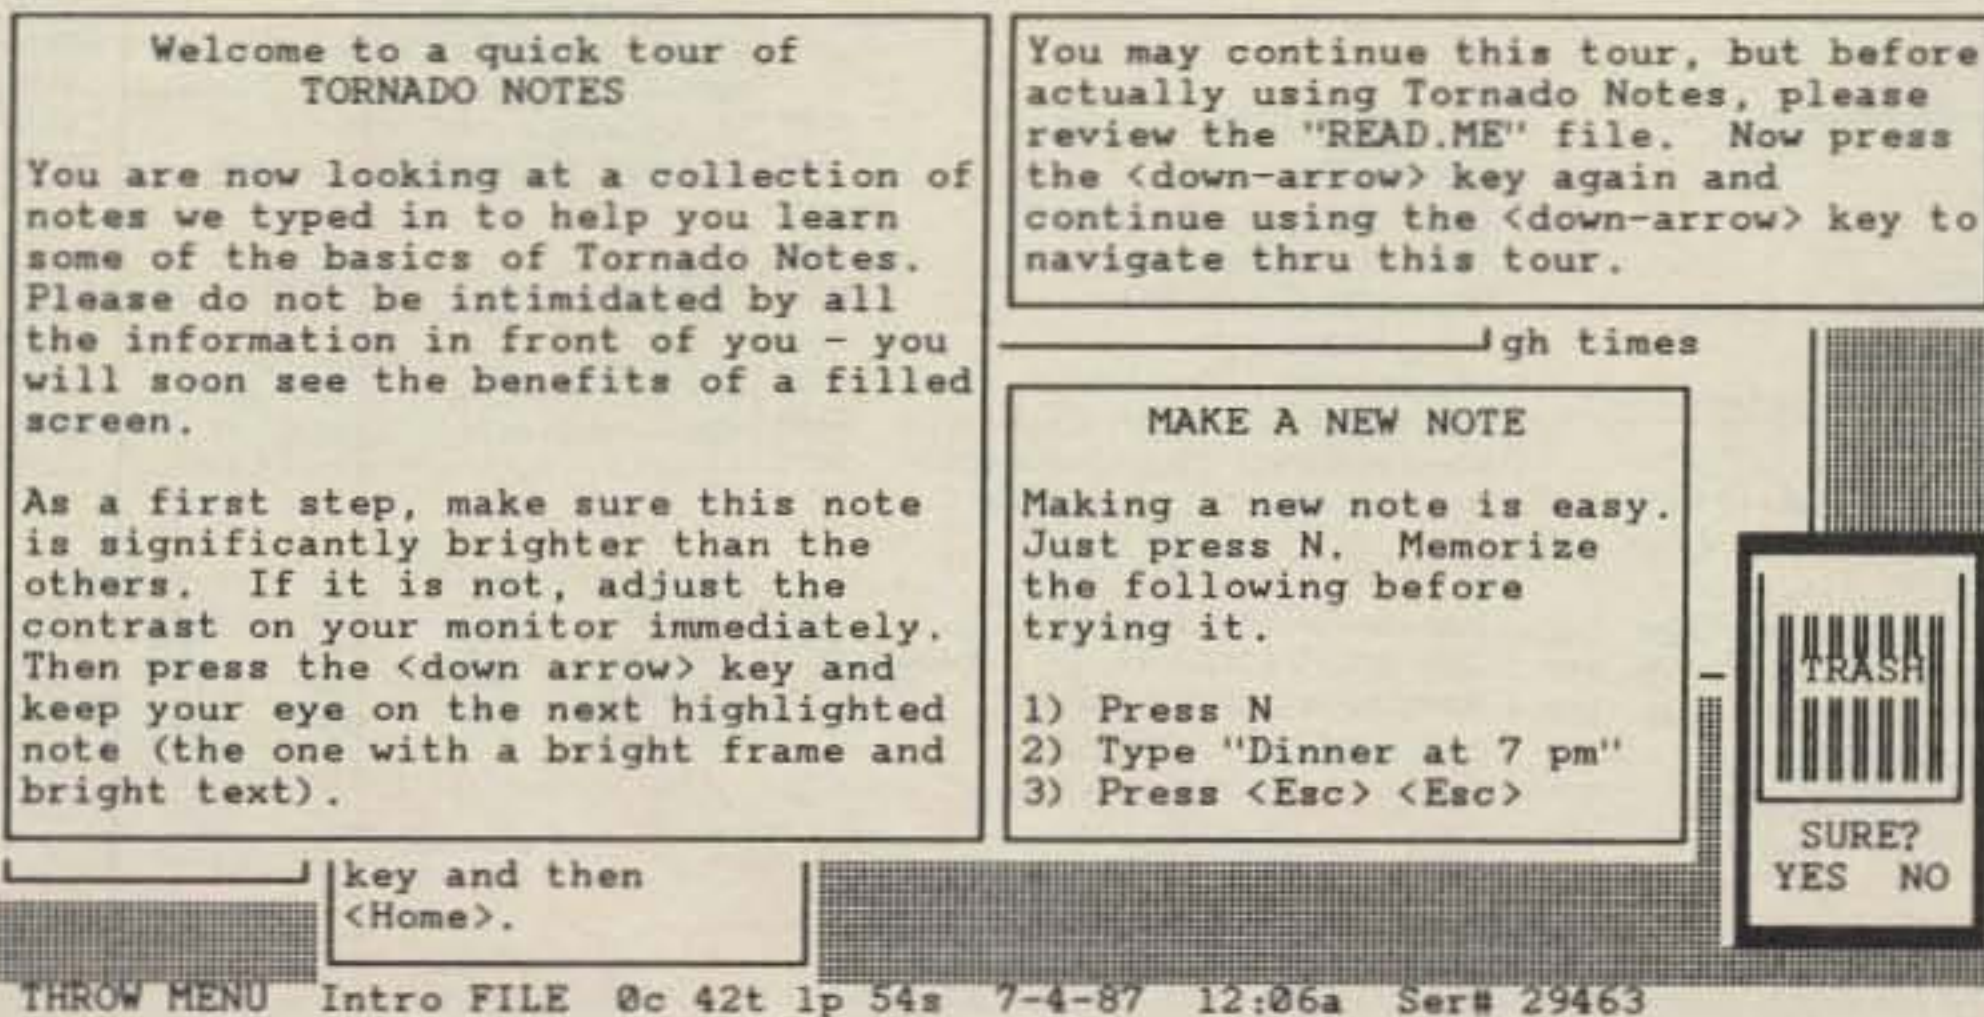 Welcome to a quick tour of
TORNADO NOTES
You are now looking at a collection of
notes we typed in to help you learn
some of the basics of Tornado Notes.
Please do not be intimidated by all
the information in front of you - you
will soon see the benefits of a filled
screen.
As a first step, make sure this note
is significantly brighter than the
others. If it is not, adjust the
contrast on your monitor immediately.
Then press the <down arrow> key and
keep your eye on the next highlighted
note (the one with a bright frame and
bright text).
You may continue this tour, but before
actually using Tornado Notes, please
review the "READ.ME" file. Now press
the <down-arrow> key again and
continue using the <down-arrow> key to
navigate thru this tour.
gh times
MAKE A NEW NOTE
Making a new note is easy.
Just press N. Memorize
the following before
trying it.
1) Press N
2) Type "Dinner at 7 pm"
3) Press <Esc> <Esc>
TRASH
SURE?
YES NO
key and then
<Home>.
THROW MENU Intro FILE 0c 42t 1p 54s 7-4-87 12:06a Ser# 29463